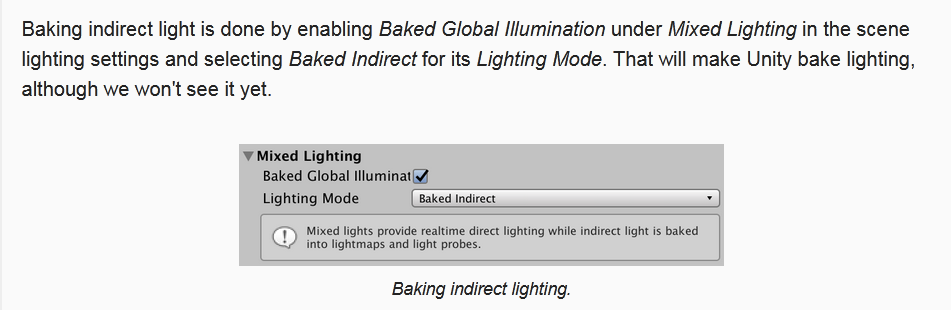 Baking indirect light is done by enabling Baked Global Illumination under Mixed Lighting in the scene
lighting settings and selecting Baked Indirect for its Lighting Mode. That will make Unity bake lighting,
although we won't see it yet.
Mixed Lighting
Baked Global Illuminat
Lighting Mode Baked Indirect
Mixed lights provide realtime direct lighting while indirect light is baked
into lightmaps and light probes.
Baking indirect lighting.